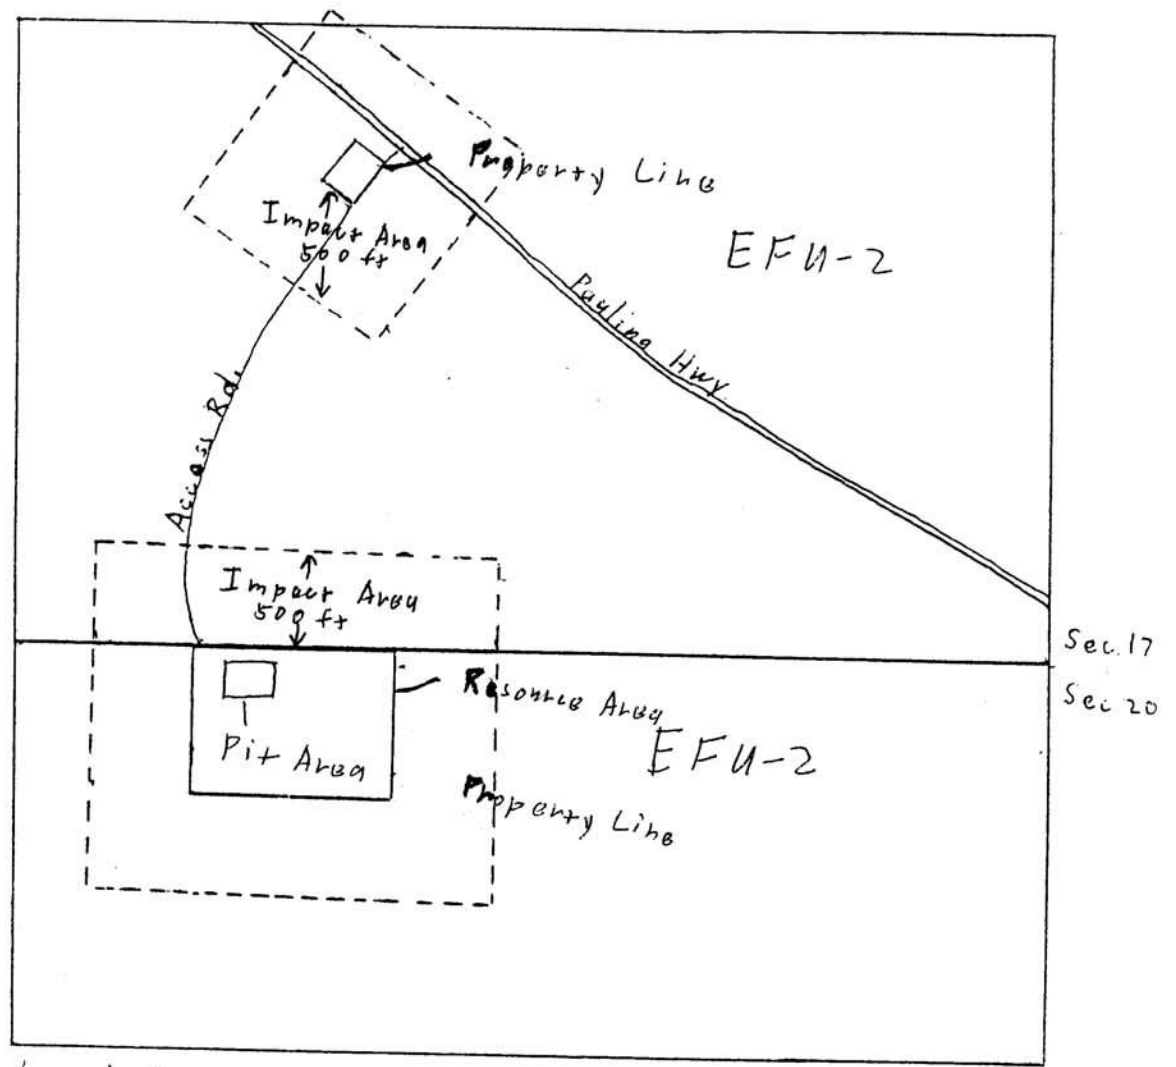 Property Line
Impact Area
500 ft
EFU-2
Pauling Hwy
Access Rd.
Impact Area
500 ft
Sec. 17
Sec 20
Resource Area
Pit Area
EFU-2
Property Line